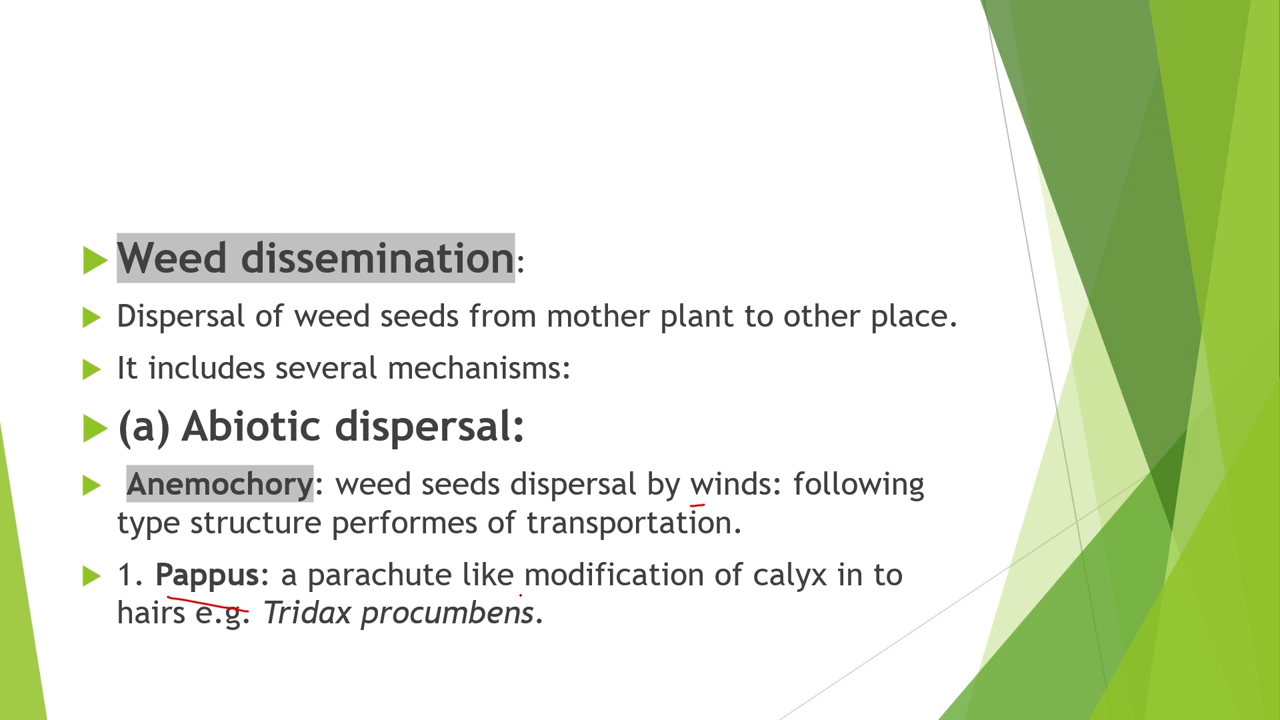 Weed dissemination:
Dispersal of weed seeds from mother plant to other place.
It includes several mechanisms:
(a) Abiotic dispersal:
Anemochory: weed seeds dispersal by winds: following
type structure performes of transportation.
1. Pappus: a parachute like modification of calyx in to
hairs e.g. Tridax procumbens.